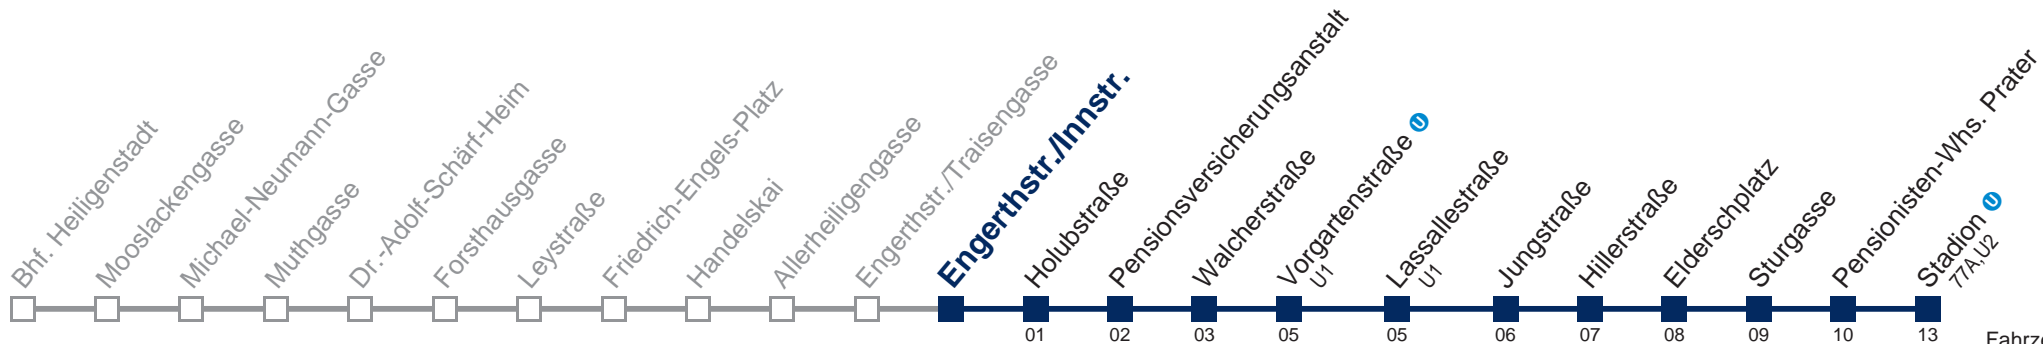 Bhf. Heiligenstadt
Mooslackengasse
Michael-Neumann-Gasse
Muthgasse
Dr.-Adolf-Schärf-Heim
Forsthausgasse
Leystraße
Friedrich-Engels-Platz
Handelskai
Allerheiligengasse
Engerthstr./Traisengasse
Engerthstr./Innstr.
Holubstraße
Pensionsversicherungsanstalt
Walcherstraße
Vorgartenstraße U
U1
Lassallestraße
U1
Jungstraße
Hillerstraße
Elderschplatz
Sturgasse
Pensionisten-Whs. Prater
Stadion U
77A,U2
01 02 03 05 05 06 07 08 09 10 13
Fahrze